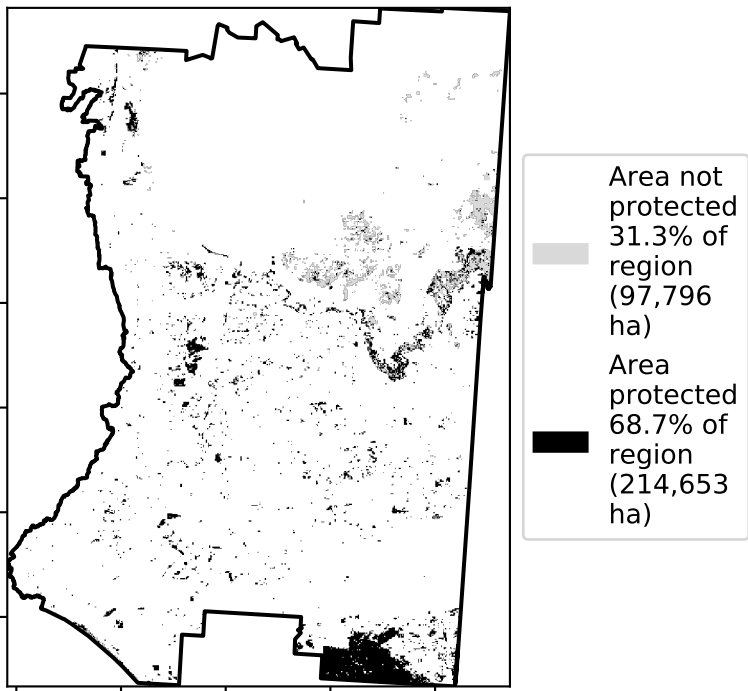 Area not
protected
31.3% of
region
(97,796
ha)
Area
protected
68.7% of
region
(214,653
ha)